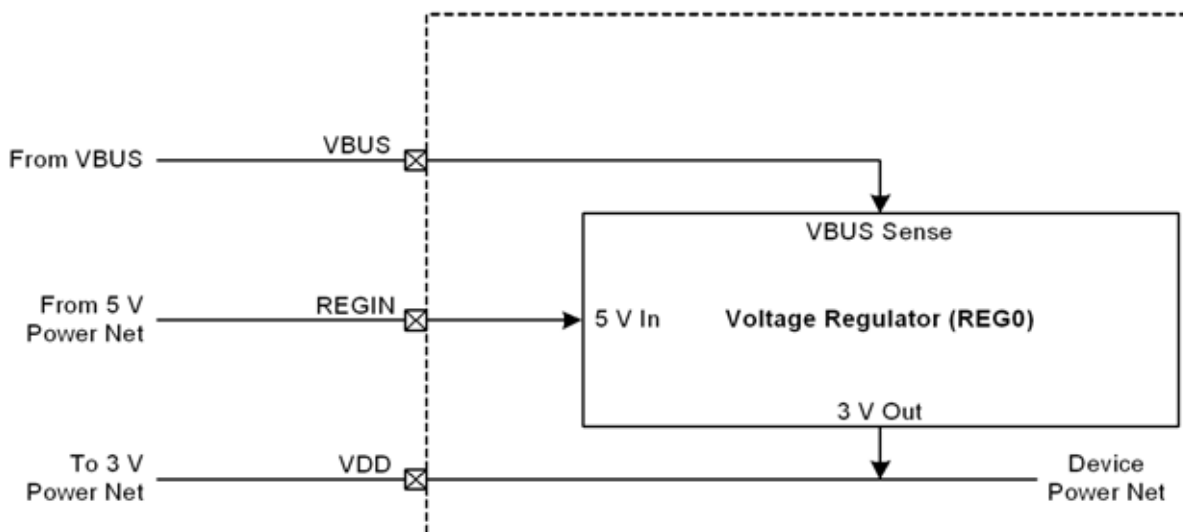 VBUS
From VBUS
VBUS Sense
From 5 V
Power Net
REGIN
5 V In
Voltage Regulator (REG0)
3 V Out
To 3 V
Power Net
VDD
Device
Power Net